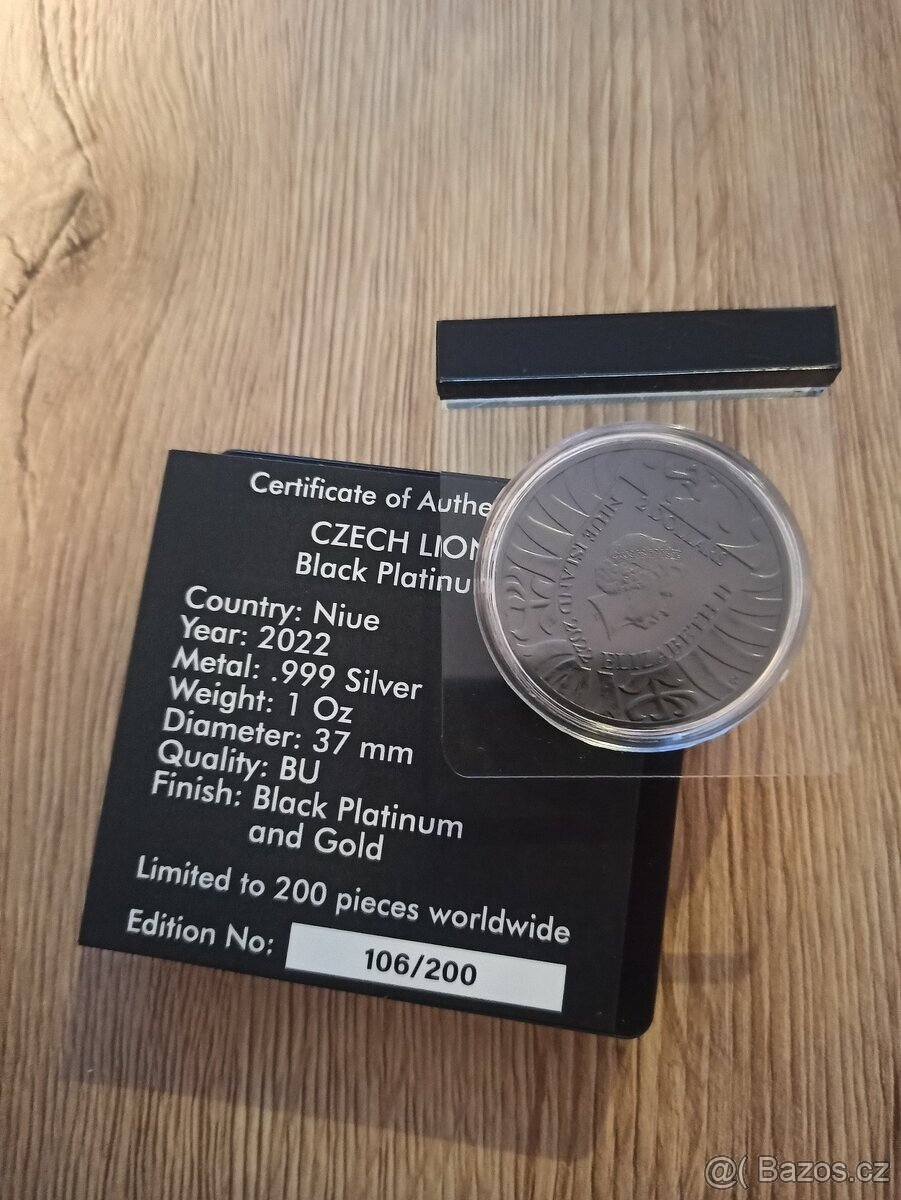 Certificate of Authe
CZECH LION
Black Platinu
Country: Niue
Year: 2022
Metal: .999 Silver
Weight: 1 Oz
Diameter: 37 mm
Quality: BU
Finish: Black Platinum
and Gold
Limited to 200 pieces worldwide
Edition No: 106/200
NIUE ISLAND 2022
ELIZABETH II
@( Bazos.cz